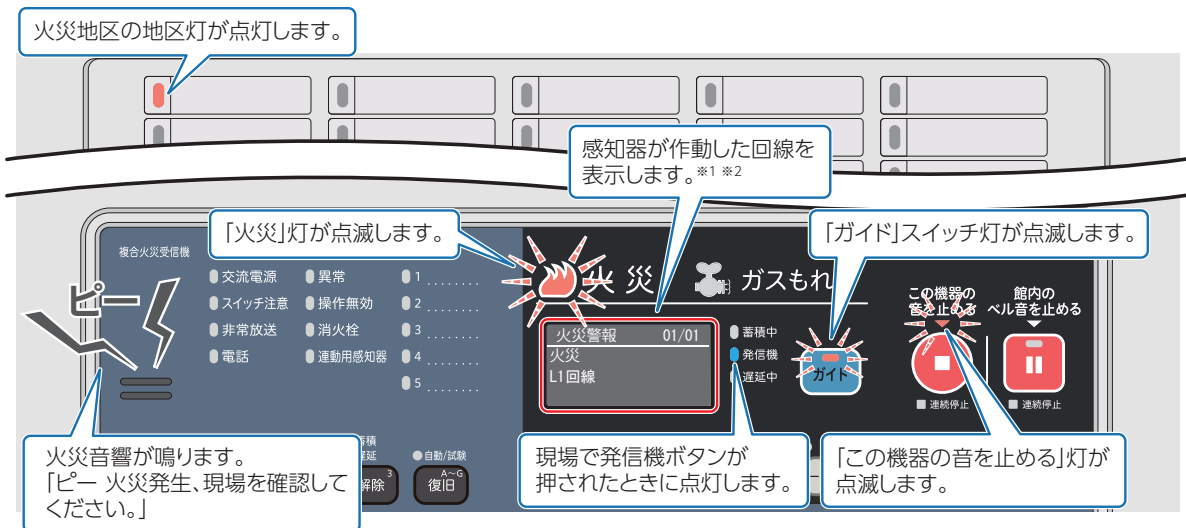 火災地区の地区灯が点灯します。
感知器が作動した回線を
表示します。※1 ※2
「火災」灯が点滅します。
「ガイド」スイッチ灯が点滅します。
複合火災受信機
交流電源
異常
1 ........
スイッチ注意
操作無効
2 ........
非常放送
消火栓
3 ........
電話
連動用感知器
4 ........
5 ........
ピー
火災
ガスもれ
火災警報 01/01
火災
L1回線
蓄積中
発信機
遅延中
ガイド
この機器の
音を止める
館内の
ベル音を止める
連続停止
連続停止
火災音響が鳴ります。
「ピー 火災発生、現場を確認して
ください。」
自動/試験
解除 3
A~G
復旧
現場で発信機ボタンが
押されたときに点灯します。
「この機器の音を止める」灯が
点滅します。